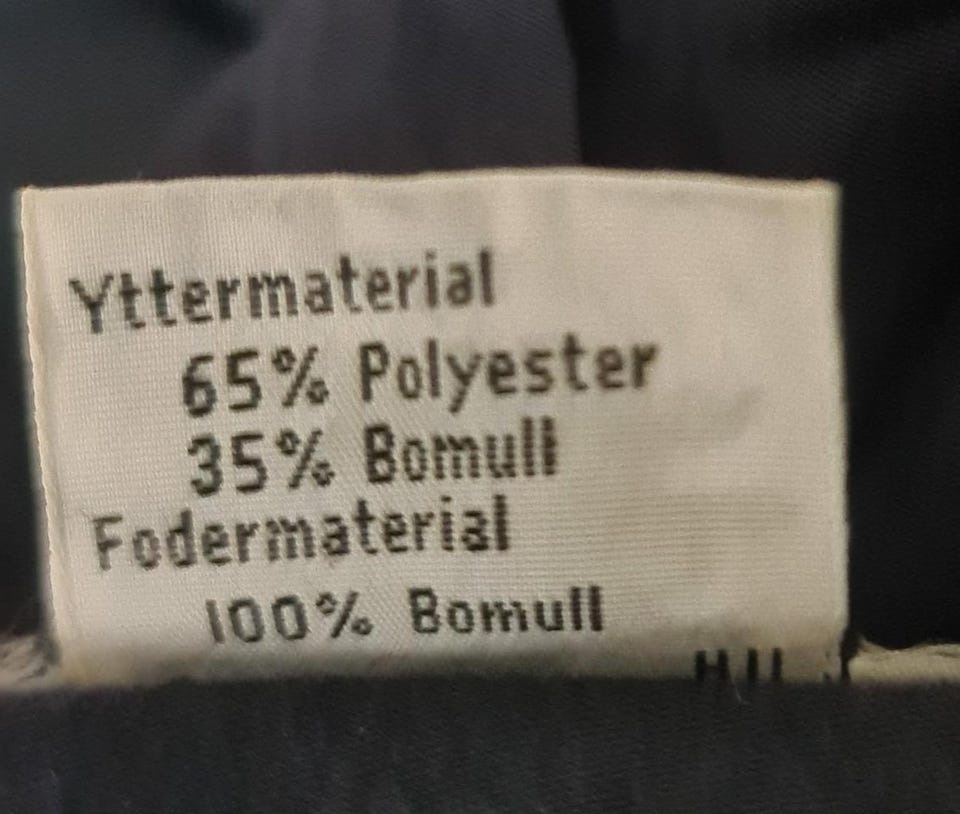 Yttermaterial
65% Polyester
35% Bomull
Fodermaterial
100% Bomull